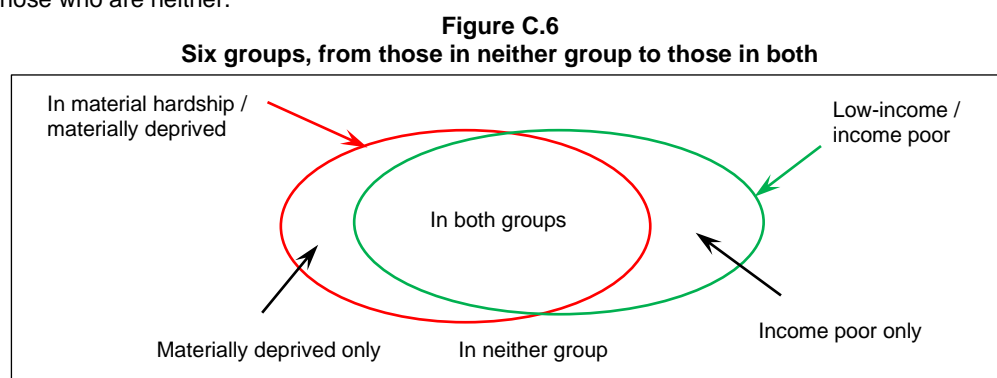 those who are neither.
Figure C.6
Six groups, from those in neither group to those in both
In material hardship /
materially deprived
Low-income /
income poor
In both groups
Materially deprived only
In neither group
Income poor only